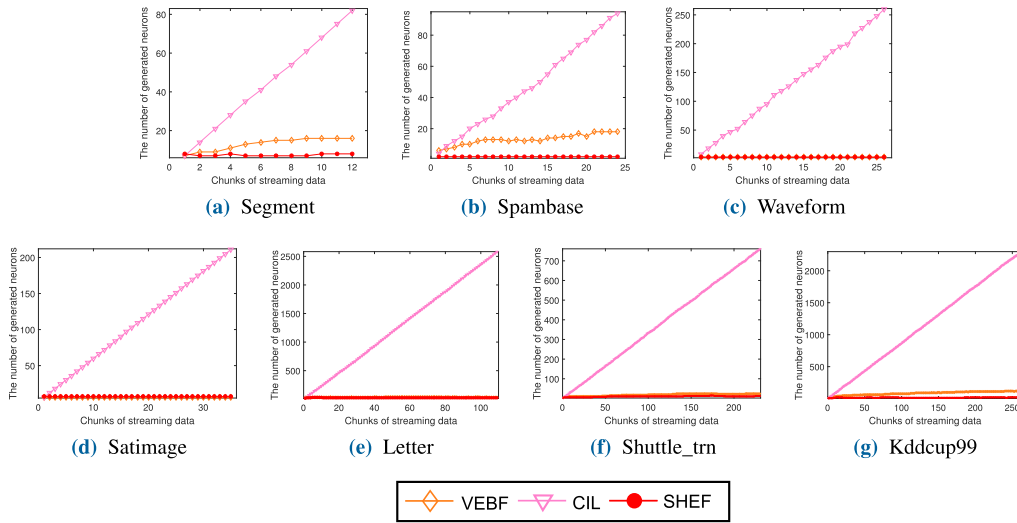 The number of generated neurons
80
60
40
20
0 2 4 6 8 10 12
Chunks of streaming data
(a) Segment
The number of generated neurons
80
60
40
20
0 5 10 15 20 25
Chunks of streaming data
(b) Spambase
The number of generated neurons
250
200
150
100
50
0 5 10 15 20 25
Chunks of streaming data
(c) Waveform
The number of generated neurons
200
150
100
50
0 10 20 30
Chunks of streaming data
(d) Satimage
The number of generated neurons
2500
2000
1500
1000
500
0 20 40 60 80 100
Chunks of streaming data
(e) Letter
The number of generated neurons
700
600
500
400
300
200
100
0 50 100 150 200
Chunks of streaming data
(f) Shuttle_trn
The number of generated neurons
2000
1500
1000
500
0 50 100 150 200 250
Chunks of streaming data
(g) Kddcup99
VEBF CIL SHEF